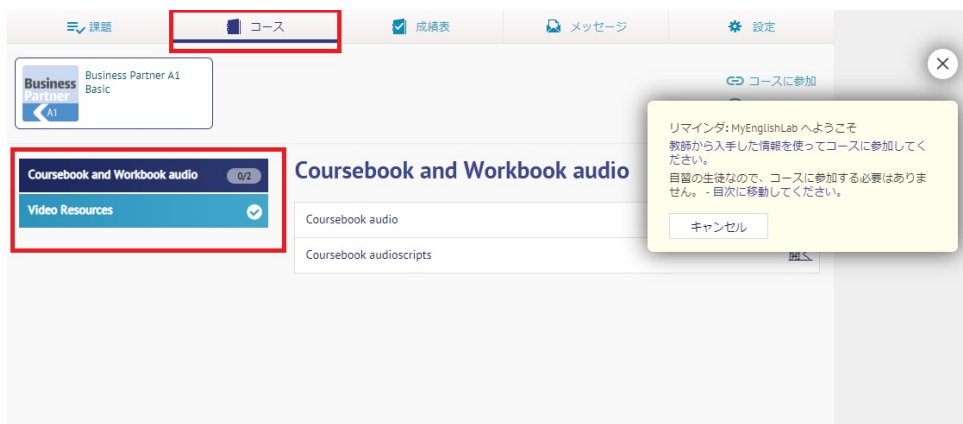 課題
コース
成績表
メッセージ
設定
Business Partner A1
Basic
Business
Partner
A1
コースに参加
リマインダ: MyEnglishLab へようこそ
教師から入手した情報を使ってコースに参加してく
ださい。
自習の生徒なので、コースに参加する必要はありま
せん。 - 目次に移動してください。
キャンセル
Coursebook and Workbook audio 0/2
Video Resources
Coursebook and Workbook audio
Coursebook audio
Coursebook audioscripts
開く